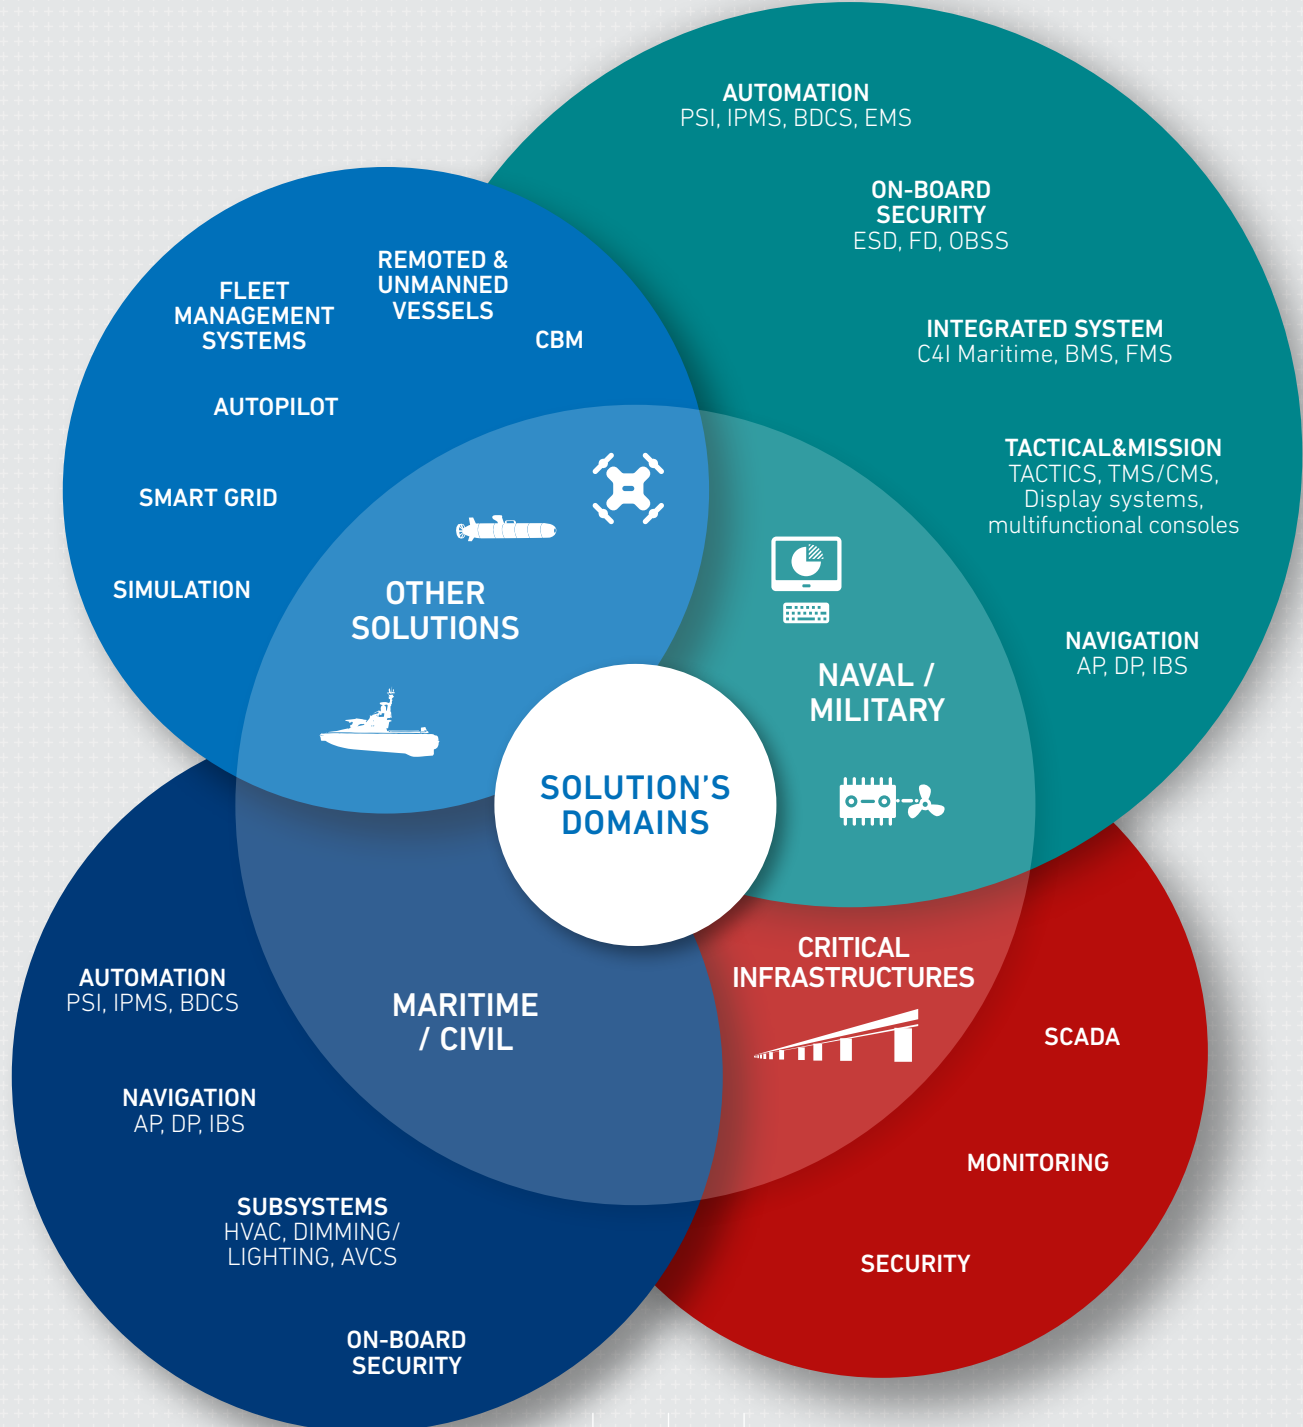 AUTOMATION
PSI, IPMS, BDCS, EMS
ON-BOARD
SECURITY
ESD, FD, OBSS
INTEGRATED SYSTEM
C4I Maritime, BMS, FMS
TACTICAL&MISSION
TACTICS, TMS/CMS,
Display systems,
multifunctional consoles
NAVIGATION
AP, DP, IBS
NAVAL /
MILITARY
REMOTED &
UNMANNED
VESSELS
FLEET
MANAGEMENT
SYSTEMS
CBM
AUTOPILOT
SMART GRID
SIMULATION
OTHER
SOLUTIONS
SOLUTION'S
DOMAINS
MARITIME
/ CIVIL
AUTOMATION
PSI, IPMS, BDCS
NAVIGATION
AP, DP, IBS
SUBSYSTEMS
HVAC, DIMMING/
LIGHTING, AVCS
ON-BOARD
SECURITY
CRITICAL
INFRASTRUCTURES
SCADA
MONITORING
SECURITY